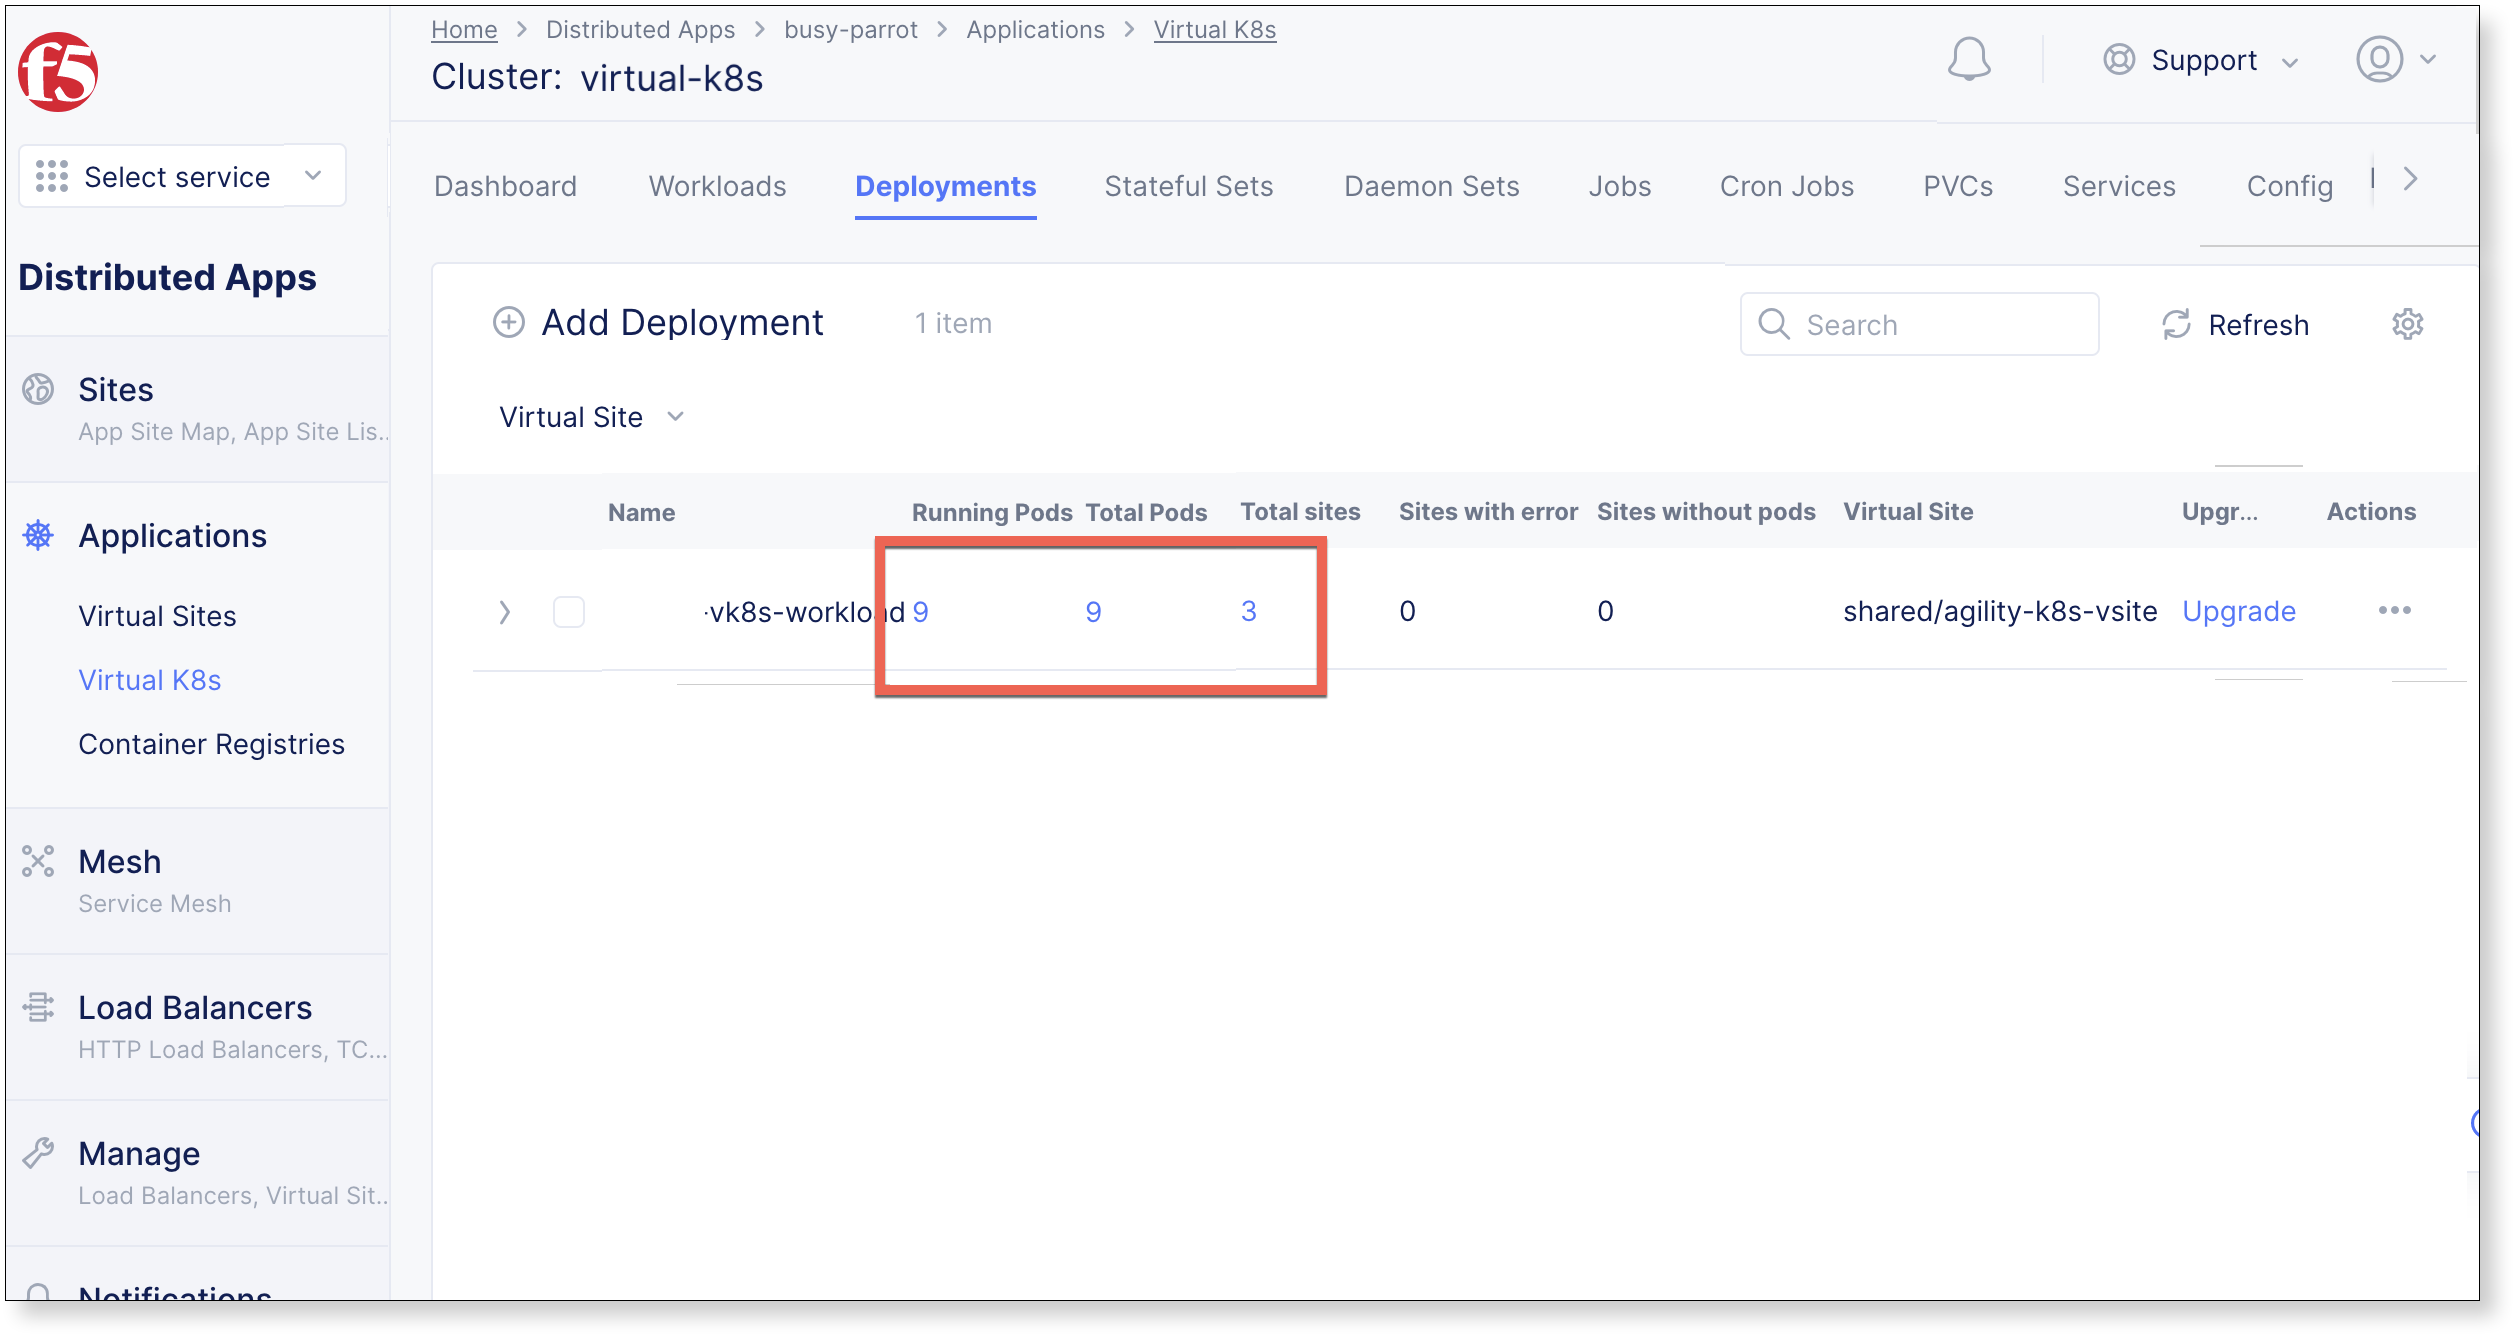 Home > Distributed Apps > busy-parrot > Applications > Virtual K8s
Cluster: virtual-k8s
Support
f5
Select service
Dashboard Workloads Deployments Stateful Sets Daemon Sets Jobs Cron Jobs PVCs Services Config
Distributed Apps
Add Deployment 1 item Search Refresh
Virtual Site
Name Running Pods Total Pods Total sites Sites with error Sites without pods Virtual Site Upgr... Actions
-vk8s-workload 9 9 3 0 0 shared/agility-k8s-vsite Upgrade
Sites
App Site Map, App Site Lis..
Applications
Virtual Sites
Virtual K8s
Container Registries
Mesh
Service Mesh
Load Balancers
HTTP Load Balancers, TC...
Manage
Load Balancers, Virtual Sit..
Notifications